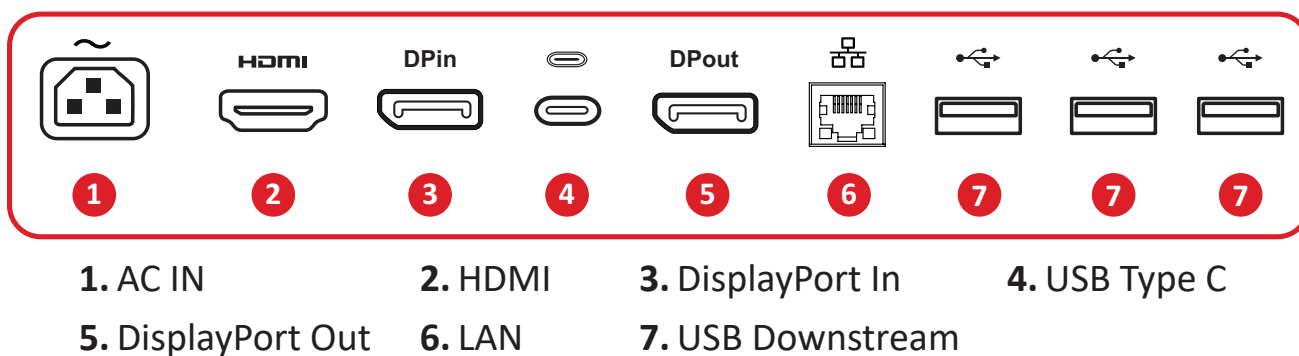 HDMI DPin DPout
1 2 3 4 5 6 7 7 7
1. AC IN 2. HDMI 3. DisplayPort In 4. USB Type C
5. DisplayPort Out 6. LAN 7. USB Downstream